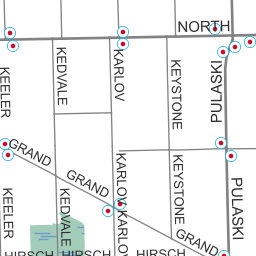 NORTH
KEELER
KEDVALE
KARLOV
KEYSTONE
PULASKI
GRAND
GRAND
KEELER
KEDVALE
KARLOV
KARLOV
KEYSTONE
PULASKI
GRAND
HIRSCH
HIRSCH
HIRSCH